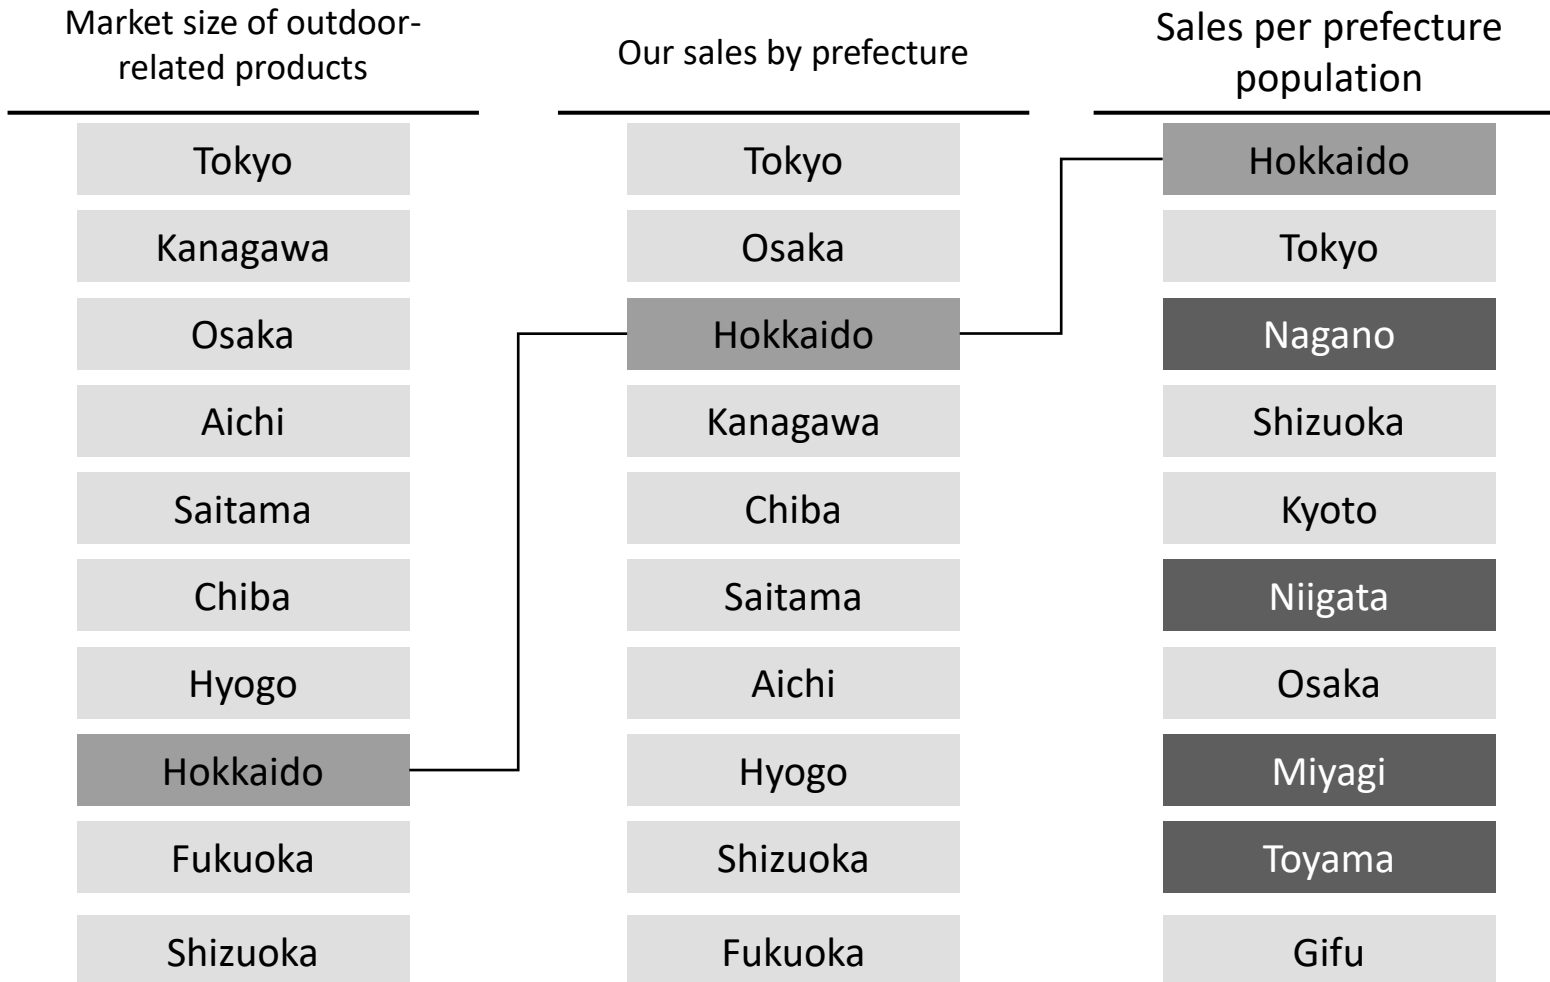 Market size of outdoor-
related products
Tokyo
Kanagawa
Osaka
Aichi
Saitama
Chiba
Hyogo
Hokkaido
Fukuoka
Shizuoka
Our sales by prefecture
Tokyo
Osaka
Hokkaido
Kanagawa
Chiba
Saitama
Aichi
Hyogo
Shizuoka
Fukuoka
Sales per prefecture
population
Hokkaido
Tokyo
Nagano
Shizuoka
Kyoto
Niigata
Osaka
Miyagi
Toyama
Gifu